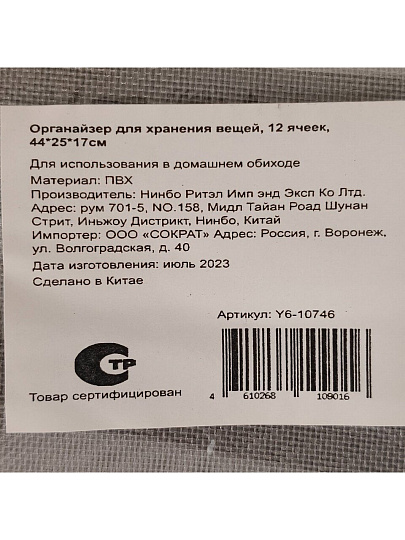 Органайзер для хранения вещей, 12 ячеек,
44*25*17см
Для использования в домашнем обиходе
Материал: ПВХ
Производитель: Нинбо Ритэл Имп энд Эксп Ко Лтд.
Адрес: рум 701-5, NO.158, Мидл Тайан Роад Шунан
Стрит, Иньжоу Дистрикт, Нинбо, Китай
Импортер: ООО «СОКРАТ» Адрес: Россия, г. Воронеж,
ул. Волгоградская, д. 40
Дата изготовления: июль 2023
Сделано в Китае
Артикул: Y6-10746
СТР
Товар сертифицирован
4 610268 109016